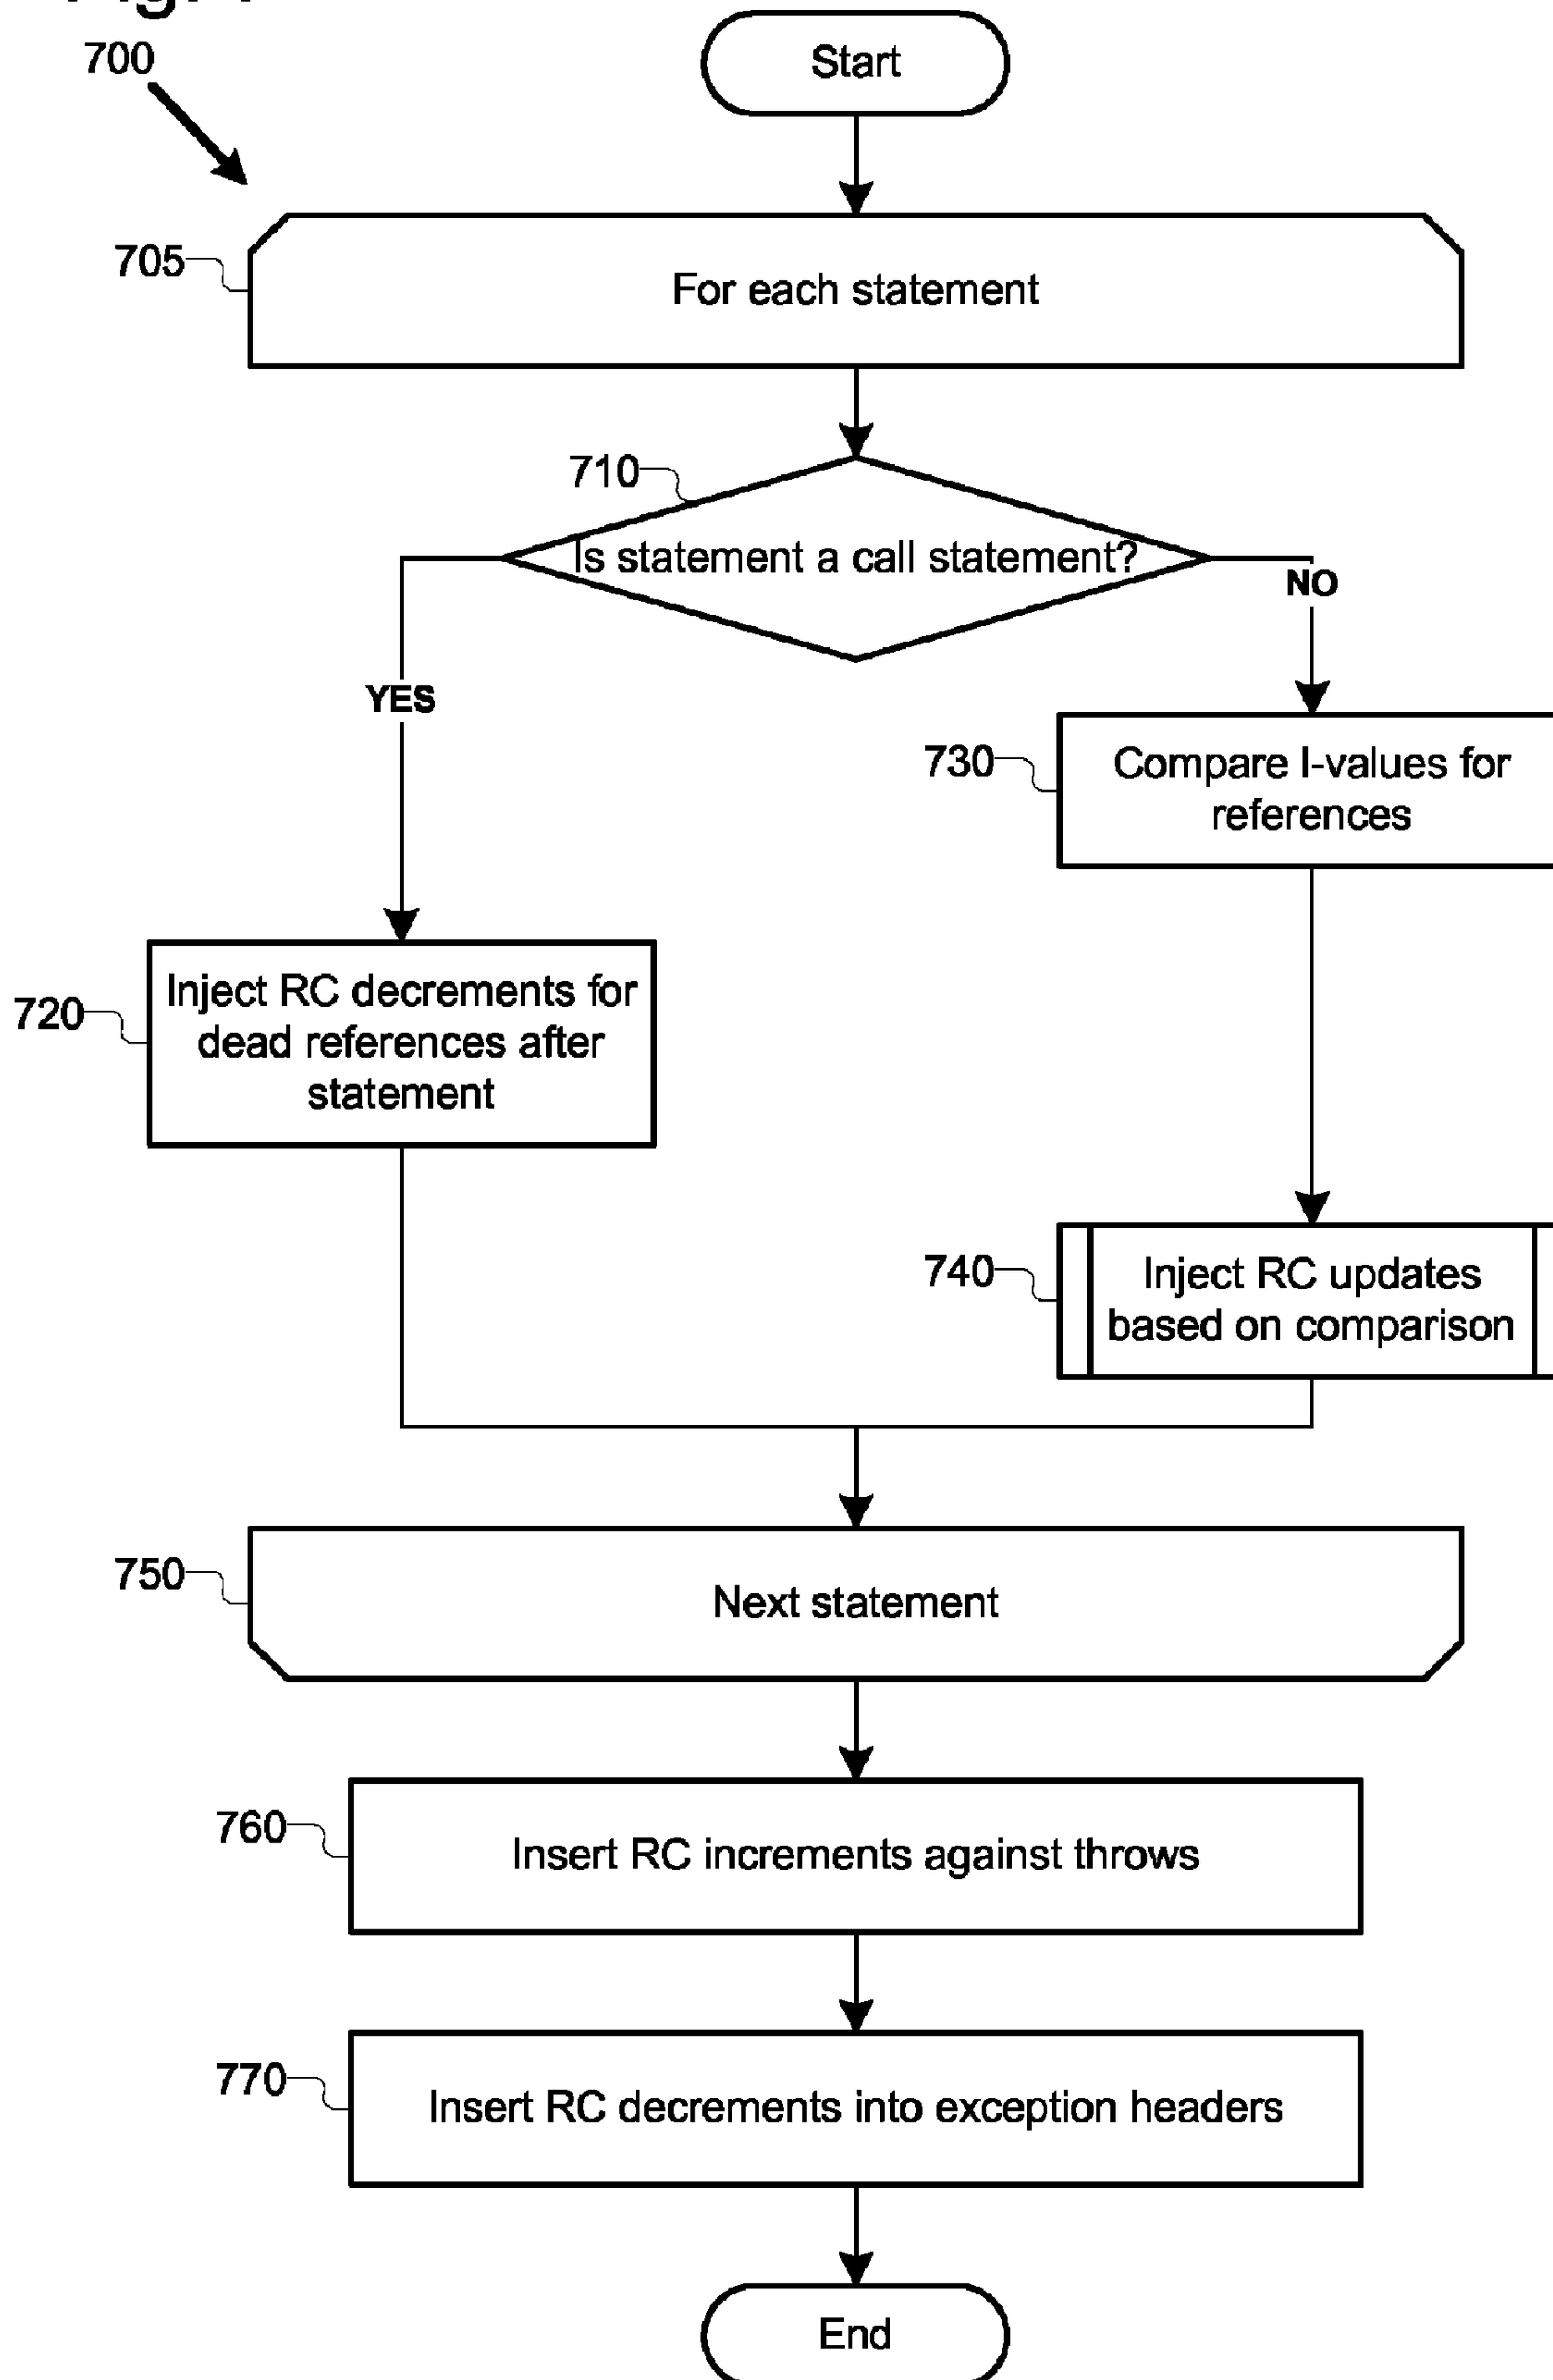 700
Start
705
For each statement
710
Is statement a call statement?
NO
YES
730
Compare l-values for
references
720
Inject RC decrements for
dead references after
statement
740
Inject RC updates
based on comparison
750
Next statement
760
Insert RC increments against throws
770
Insert RC decrements into exception headers
End